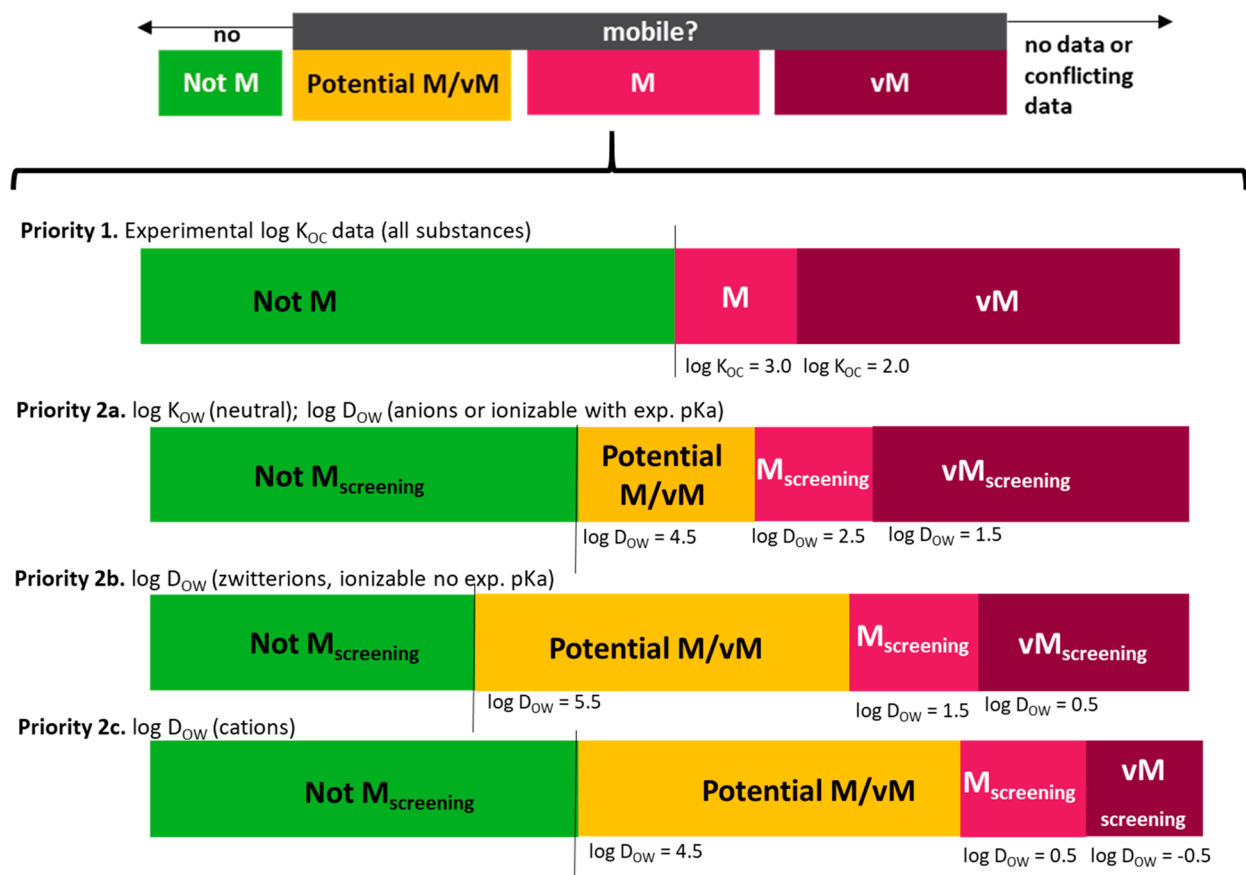 no
mobile?
no data or
conflicting
data
Not M
Potential M/vM
M
vM
Priority 1. Experimental log KOC data (all substances)
Not M
M
vM
log KOC = 3.0
log KOC = 2.0
Priority 2a. log KOW (neutral); log DOW (anions or ionizable with exp. pKa)
Not Mscreening
Potential
M/vM
Mscreening
vMscreening
log DOW = 4.5
log DOW = 2.5
log DOW = 1.5
Priority 2b. log DOW (zwitterions, ionizable no exp. pKa)
Not Mscreening
Potential M/vM
Mscreening
vMscreening
log DOW = 5.5
log DOW = 1.5
log DOW = 0.5
Priority 2c. log DOW (cations)
Not Mscreening
Potential M/vM
Mscreening
vM
screening
log DOW = 4.5
log DOW = 0.5
log DOW = -0.5